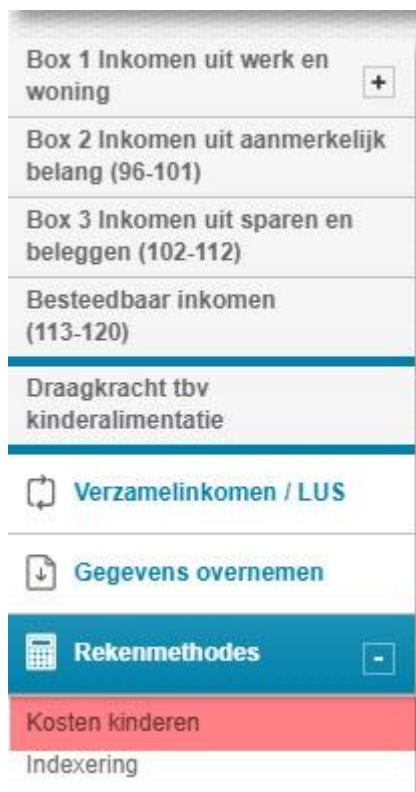 Box 1 Inkomen uit werk en
woning
+
Box 2 Inkomen uit aanmerkelijk
belang (96-101)
Box 3 Inkomen uit sparen en
beleggen (102-112)
Besteedbaar inkomen
(113-120)
Draagkracht tbv
kinderalimentatie
Verzamelinkomen / LUS
Gegevens overnemen
Rekenmethodes
-
Kosten kinderen
Indexering